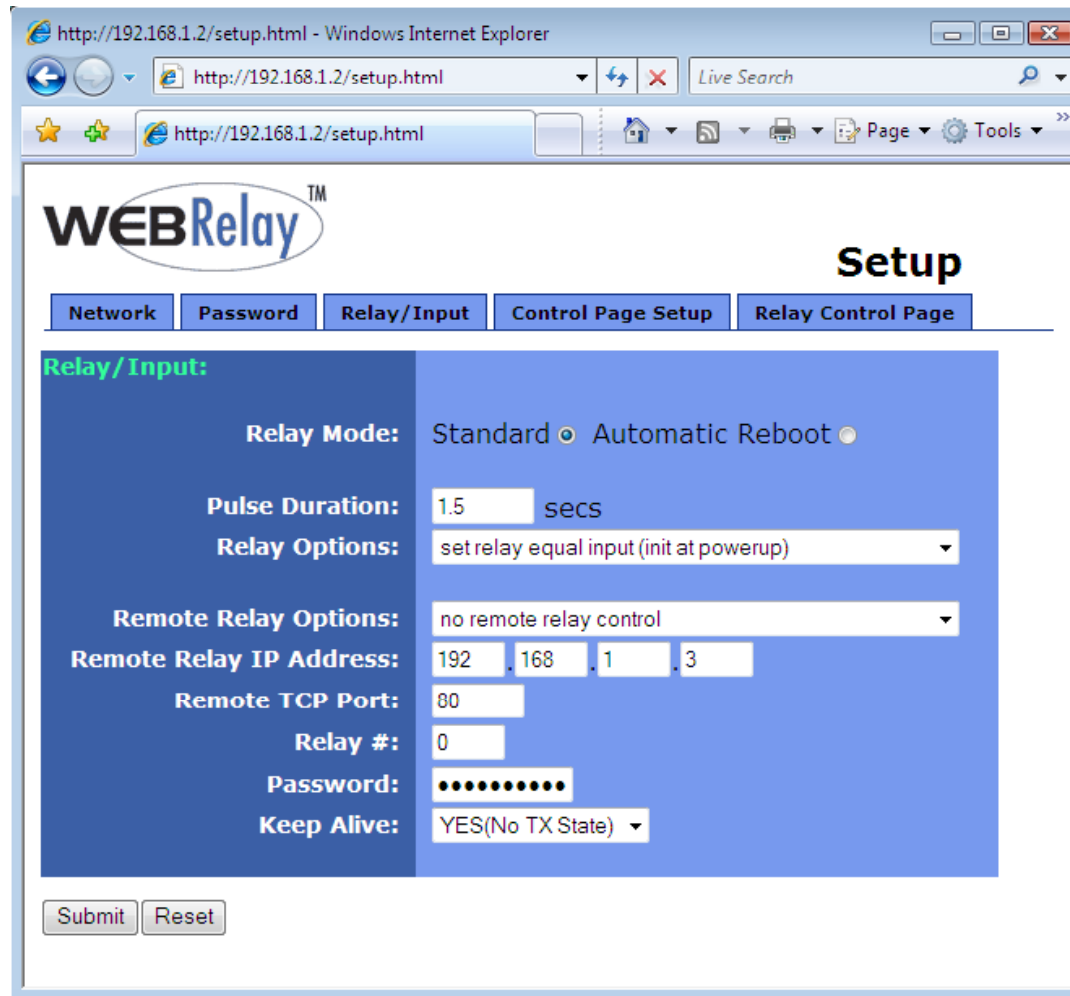 http://192.168.1.2/setup.html - Windows Internet Explorer
http://192.168.1.2/setup.html Live Search
http://192.168.1.2/setup.html Page Tools »
WEBRelay™
Setup
Network Password Relay/Input Control Page Setup Relay Control Page
Relay/Input:
Relay Mode: Standard Automatic Reboot
Pulse Duration: 1.5 secs
Relay Options: set relay equal input (init at powerup)
Remote Relay Options: no remote relay control
Remote Relay IP Address: 192 . 168 . 1 . 3
Remote TCP Port: 80
Relay #: 0
Password: ••••••••••
Keep Alive: YES(No TX State)
Submit Reset